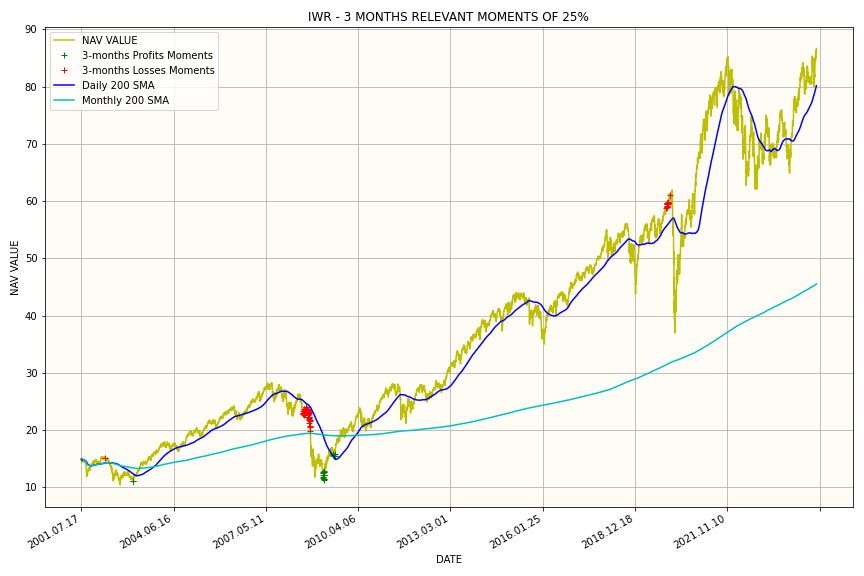 IWR - 3 MONTHS RELEVANT MOMENTS OF 25%
NAV VALUE
3-months Profits Moments
3-months Losses Moments
Daily 200 SMA
Monthly 200 SMA
90
80
70
60
50
40
30
20
10
NAV VALUE
2001.07.17
2004.06.16
2007.05.11
2010.04.06
2013.03.01
2016.01.25
2018.12.18
2021.11.10
DATE